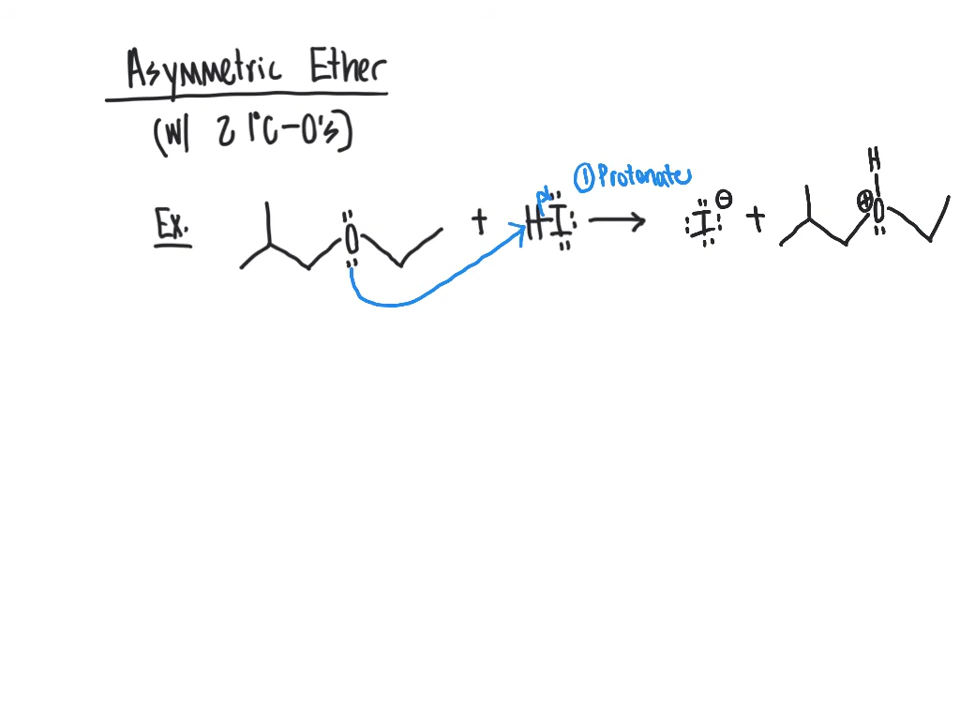 Asymmetric Ether
(w/ 2 1°C-O's)
① Protonate
Ex. O + H I → I ⊖ + ⊕ O H